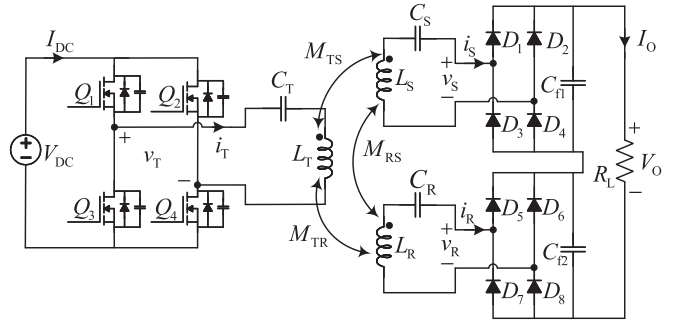 I_DC
Q_1
Q_2
C_T
M_TS
C_S
i_S
D_1
D_2
I_O
+
v_S
−
L_S
C_f1
D_3
D_4
V_DC
+
v_T
−
i_T
L_T
M_RS
R_L
+
V_O
−
Q_3
Q_4
M_TR
C_R
i_R
D_5
D_6
+
v_R
−
L_R
C_f2
D_7
D_8